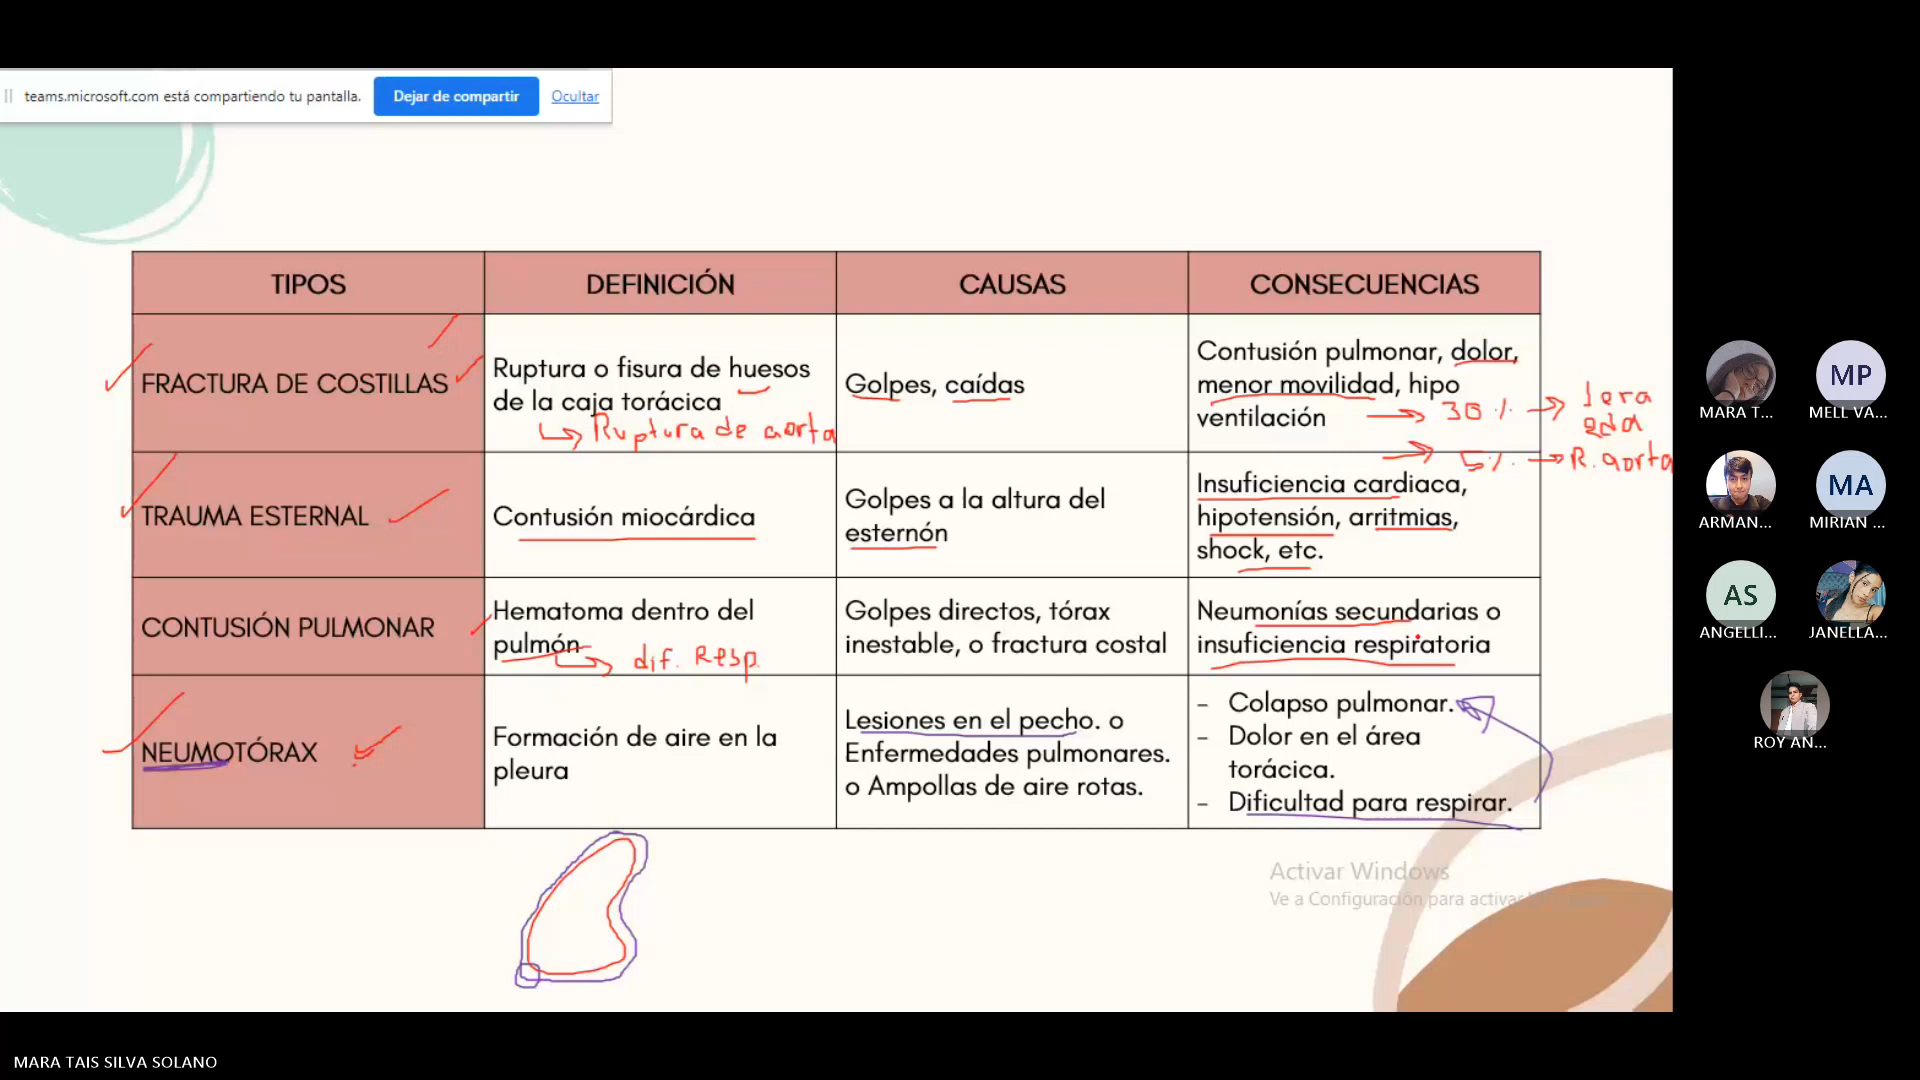 teams.microsoft.com está compartiendo tu pantalla.
Dejar de compartir
Ocultar
TIPOS
DEFINICIÓN
CAUSAS
CONSECUENCIAS
FRACTURA DE COSTILLAS
Ruptura o fisura de huesos
de la caja torácica
Ruptura de aorta
Golpes, caídas
Contusión pulmonar, dolor,
menor movilidad, hipo
ventilación
30 % → 1era
2da
5% → R. aorta
TRAUMA ESTERNAL
Contusión miocárdica
Golpes a la altura del
esternón
Insuficiencia cardiaca,
hipotensión, arritmias,
shock, etc.
CONTUSIÓN PULMONAR
Hematoma dentro del
pulmón
dif. Resp.
Golpes directos, tórax
inestable, o fractura costal
Neumonías secundarias o
insuficiencia respiratoria
NEUMOTÓRAX
Formación de aire en la
pleura
Lesiones en el pecho. o
Enfermedades pulmonares.
o Ampollas de aire rotas.
- Colapso pulmonar.
- Dolor en el área
torácica.
- Dificultad para respirar.
Activar Windows
Ve a Configuración para activar
MARA T...
MP
MELL VA...
ARMAN...
MA
MIRIAN ...
AS
ANGELLI...
JANELLA...
ROY AN...
MARA TAIS SILVA SOLANO